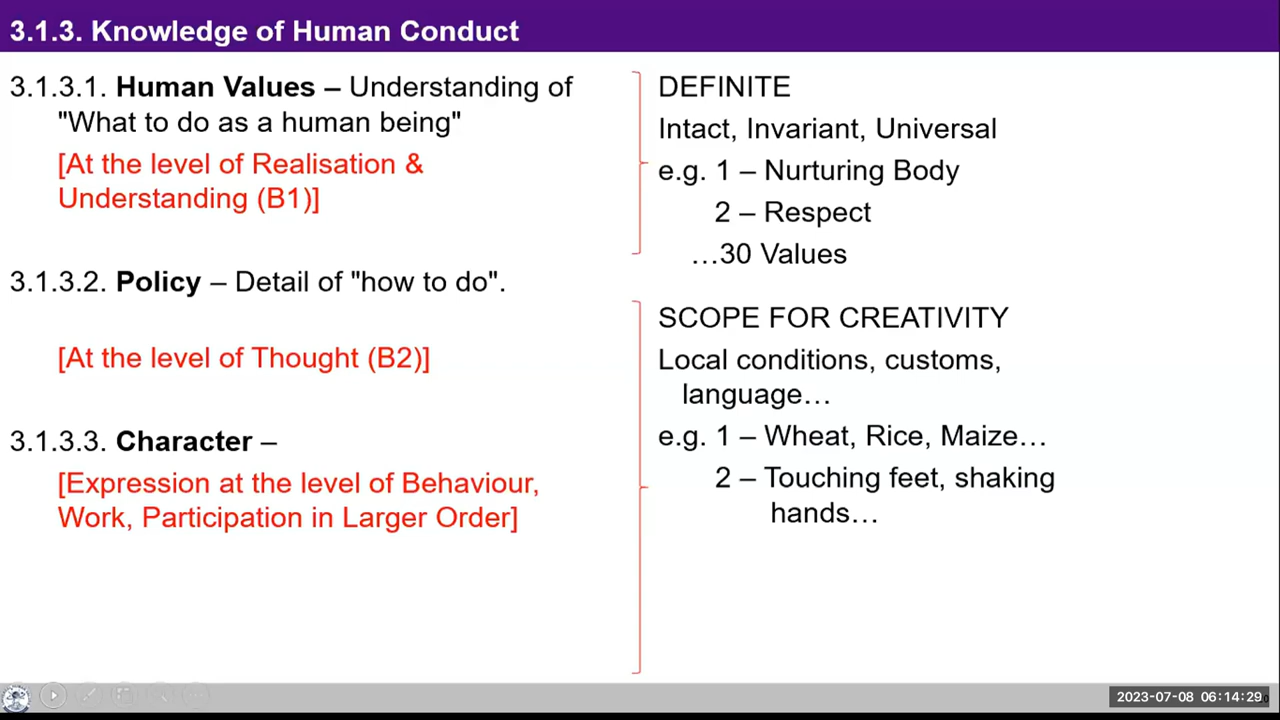 3.1.3. Knowledge of Human Conduct
3.1.3.1. Human Values – Understanding of
"What to do as a human being"
[At the level of Realisation &
Understanding (B1)]
3.1.3.2. Policy – Detail of "how to do".
[At the level of Thought (B2)]
3.1.3.3. Character –
[Expression at the level of Behaviour,
Work, Participation in Larger Order]
DEFINITE
Intact, Invariant, Universal
e.g. 1 – Nurturing Body
2 – Respect
…30 Values
SCOPE FOR CREATIVITY
Local conditions, customs,
language…
e.g. 1 – Wheat, Rice, Maize…
2 – Touching feet, shaking
hands…
2023-07-08 06:14:29